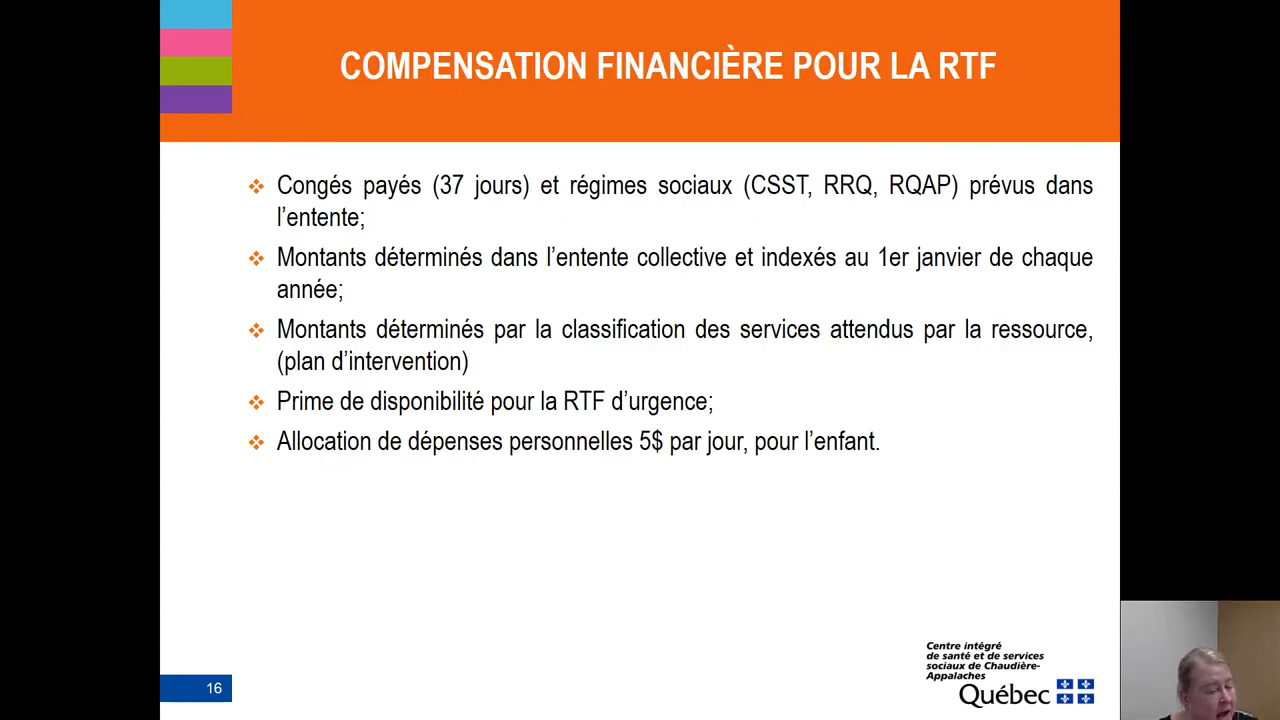 COMPENSATION FINANCIÈRE POUR LA RTF
Congés payés (37 jours) et régimes sociaux (CSST, RRQ, RQAP) prévus dans
l’entente;
Montants déterminés dans l’entente collective et indexés au 1er janvier de chaque
année;
Montants déterminés par la classification des services attendus par la ressource,
(plan d’intervention)
Prime de disponibilité pour la RTF d’urgence;
Allocation de dépenses personnelles 5$ par jour, pour l’enfant.
16
Centre intégré
de santé et de services
sociaux de Chaudière-
Appalaches
Québec